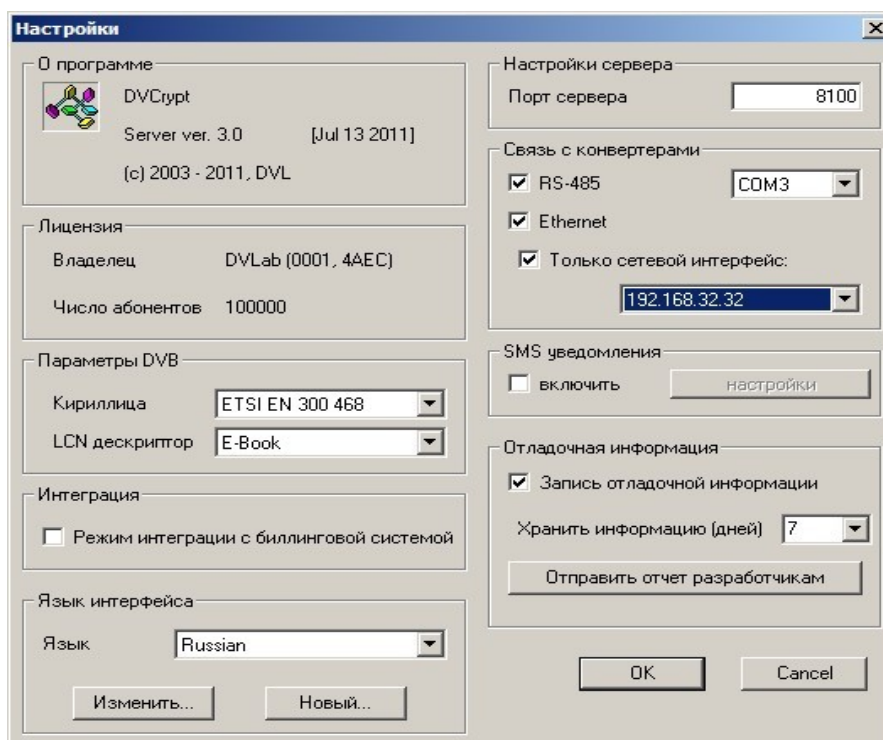 Настройки
О программе
DVCrypt
Server ver. 3.0 [Jul 13 2011]
(c) 2003 - 2011, DVL
Лицензия
Владелец DVLab (0001, 4AEC)
Число абонентов 100000
Параметры DVB
Кириллица ETSI EN 300 468
LCN дескриптор E-Book
Интеграция
Режим интеграции с биллинговой системой
Язык интерфейса
Язык Russian
Изменить... Новый...
Настройки сервера
Порт сервера 8100
Связь с конвертерами
RS-485 COM3
Ethernet
Только сетевой интерфейс:
192.168.32.32
SMS уведомления
включить настройки
Отладочная информация
Запись отладочной информации
Хранить информацию (дней) 7
Отправить отчет разработчикам
OK Cancel